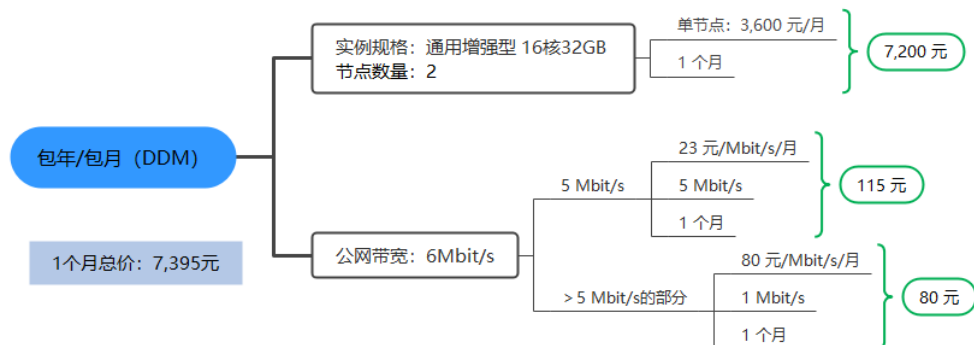 实例规格：通用增强型 16核32GB
节点数量：2
单节点：3,600 元/月
1 个月
7,200 元
包年/包月（DDM）
1个月总价：7,395元
公网带宽：6Mbit/s
5 Mbit/s
23 元/Mbit/s/月
5 Mbit/s
1 个月
115 元
＞5 Mbit/s的部分
80 元/Mbit/s/月
1 Mbit/s
1 个月
80 元